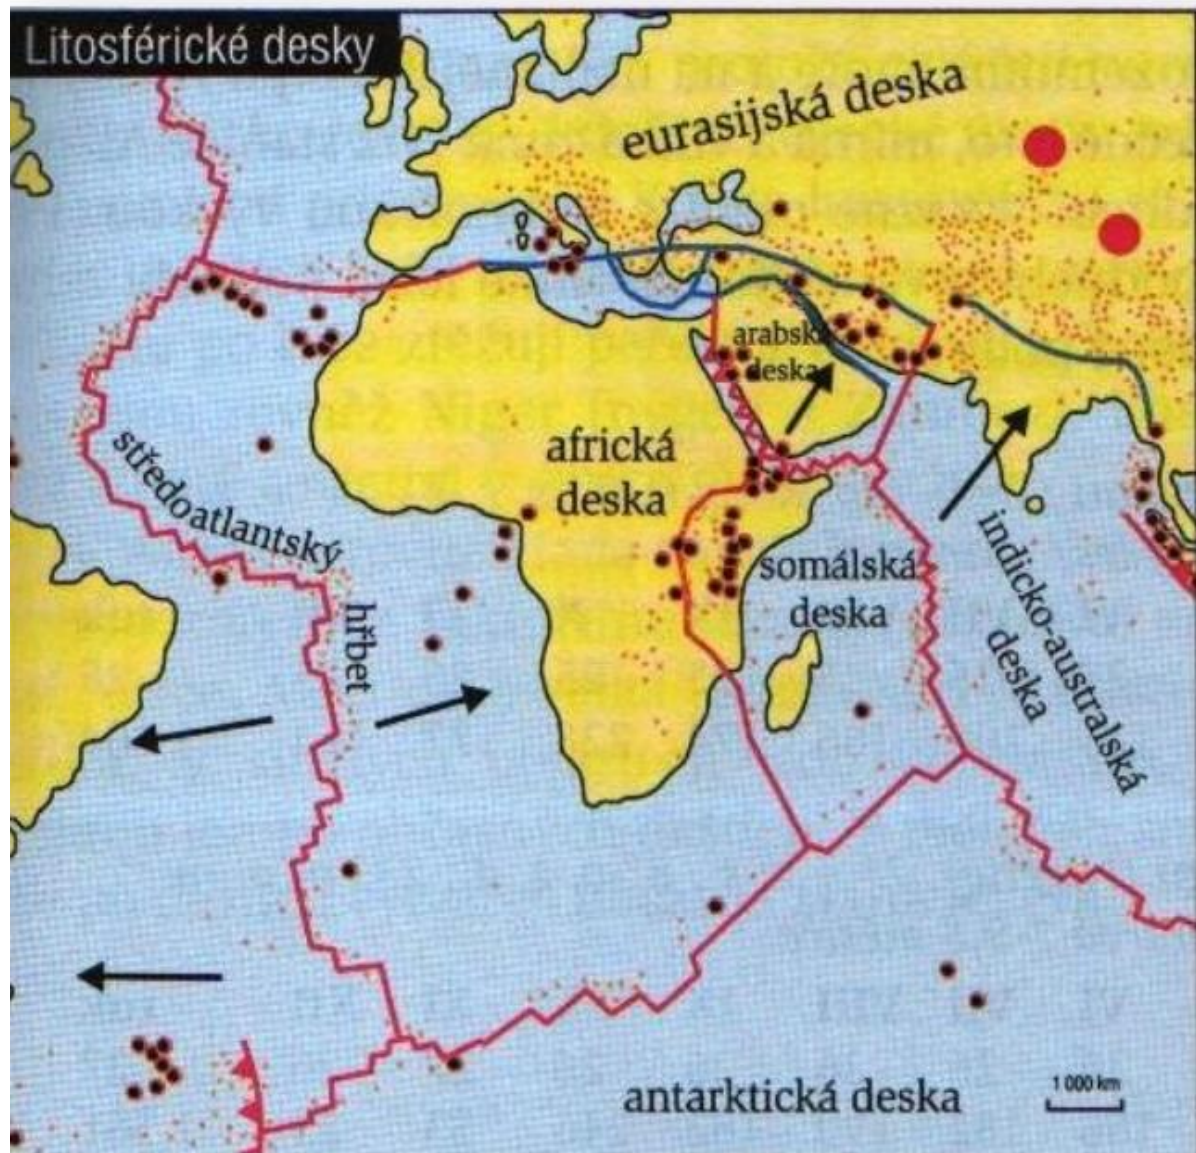 Litosférické desky
eurasijská deska
arabská
deska
africká
deska
středoatlantský
hřbet
somálská
deska
indicko-australská
deska
antarktická deska
1 000 km